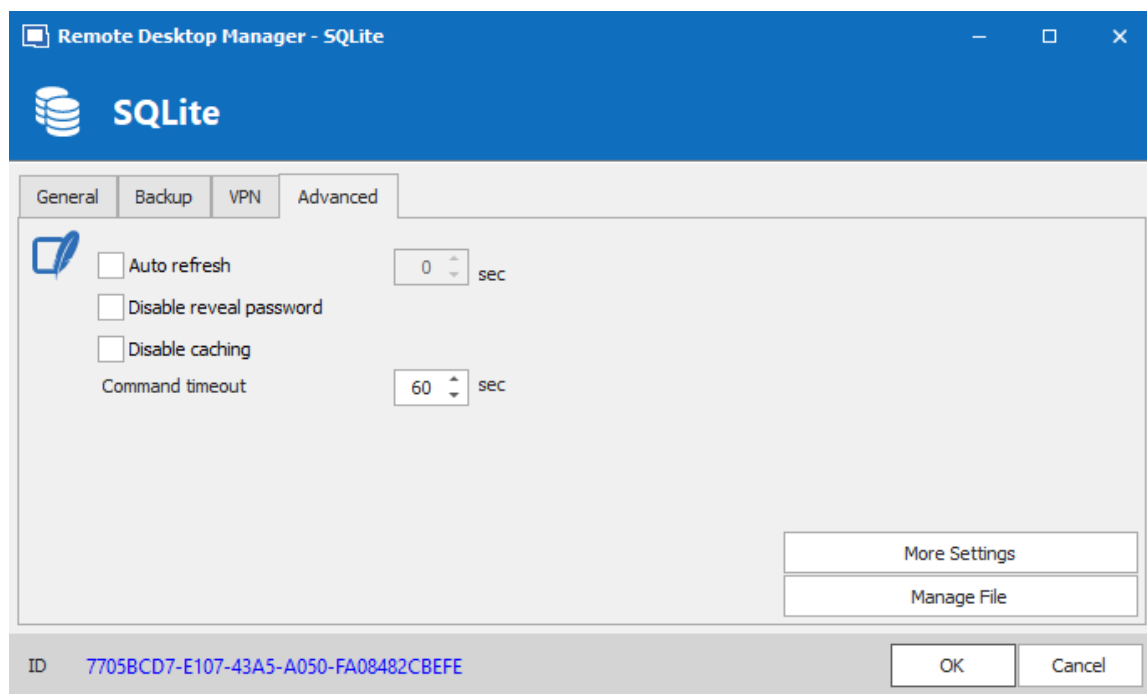 Remote Desktop Manager - SQLite
SQLite
General Backup VPN Advanced
Auto refresh 0 sec
Disable reveal password
Disable caching
Command timeout 60 sec
More Settings
Manage File
ID 7705BCD7-E107-43A5-A050-FA08482CBEFE OK Cancel